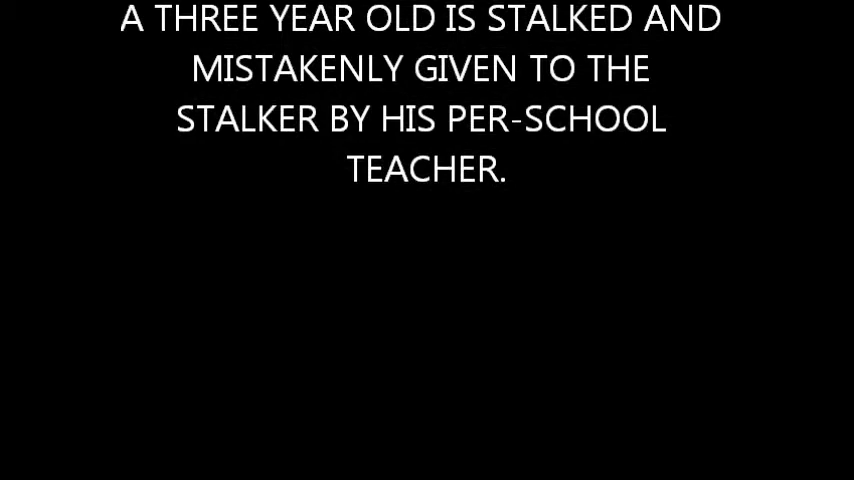 A THREE YEAR OLD IS STALKED AND
MISTAKENLY GIVEN TO THE
STALKER BY HIS PER-SCHOOL
TEACHER.